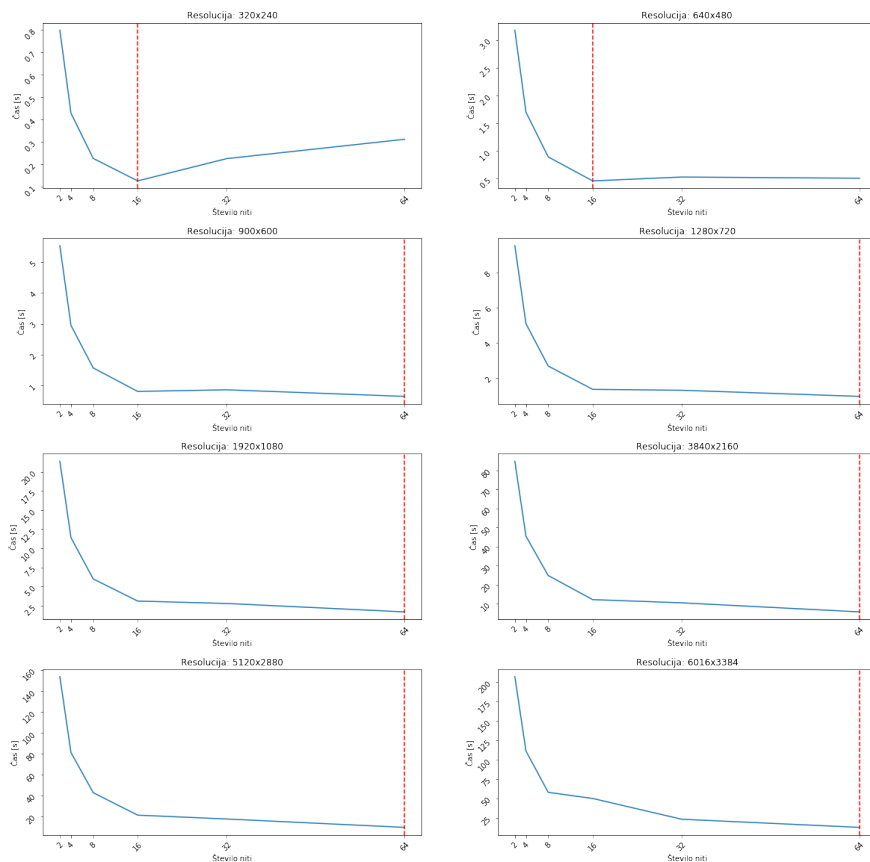 Resolucija: 320x240
Čas [s]
0.8
0.7
0.6
0.5
0.4
0.3
0.2
0.1
2 4 8 16 32 64
Število niti
Resolucija: 640x480
Čas [s]
3.0
2.5
2.0
1.5
1.0
0.5
2 4 8 16 32 64
Število niti
Resolucija: 900x600
Čas [s]
5
4
3
2
1
2 4 8 16 32 64
Število niti
Resolucija: 1280x720
Čas [s]
8
6
4
2
2 4 8 16 32 64
Število niti
Resolucija: 1920x1080
Čas [s]
20.0
17.5
15.0
12.5
10.0
7.5
5.0
2.5
2 4 8 16 32 64
Število niti
Resolucija: 3840x2160
Čas [s]
80
70
60
50
40
30
20
10
2 4 8 16 32 64
Število niti
Resolucija: 5120x2880
Čas [s]
160
140
120
100
80
60
40
20
2 4 8 16 32 64
Število niti
Resolucija: 6016x3384
Čas [s]
200
175
150
125
100
75
50
25
2 4 8 16 32 64
Število niti